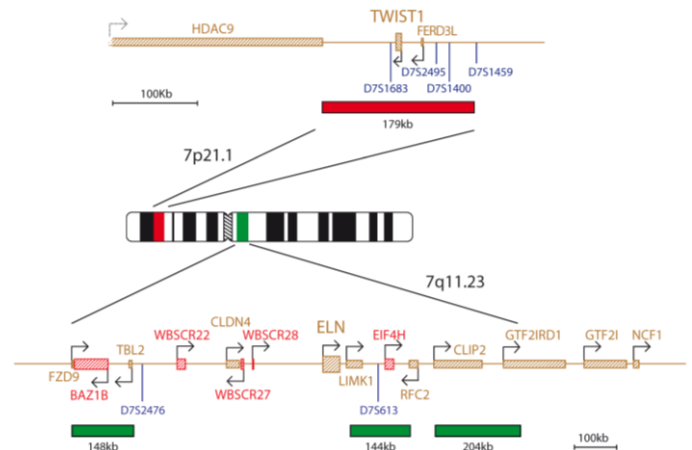 TWIST1
HDAC9
FERD3L
D7S2495
D7S1459
D7S1683
D7S1400
100Kb
179kb
7p21.1
7q11.23
CLDN4
ELN
WBSCR22
WBSCR28
EIF4H
GTF2IRD1
GTF2I
NCF1
TBL2
CLIP2
FZD9
LIMK1
BAZ1B
WBSCR27
RFC2
D7S2476
D7S613
148kb
144kb
204kb
100kb